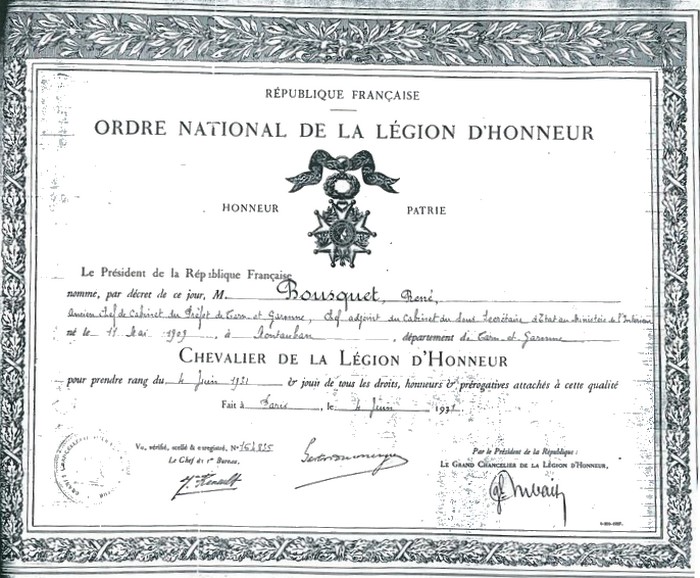 RÉPUBLIQUE FRANÇAISE
ORDRE NATIONAL DE LA LÉGION D'HONNEUR
HONNEUR PATRIE
Le Président de la République Française
nomme, par décret de ce jour, M. Bousquet, René,
Ancien Chef de Cabinet du Préfet de Tarn et Garonne, Chef adjoint du Cabinet du Sous Secrétaire d'Etat au Ministère de l'Intérieur
né le 11 Mai 1909, à Montauban, département de Tarn et Garonne
CHEVALIER DE LA LÉGION D'HONNEUR
pour prendre rang du 4 Juin 1931 & jouir de tous les droits, honneurs & prérogatives attachés à cette qualité
Fait à Paris, le 4 Juin 1931
Vu, vérifié, scellé & enregistré, N°
Le Chef du 1er Bureau,
Par le Président de la République :
LE GRAND CHANCELIER DE LA LÉGION D'HONNEUR,